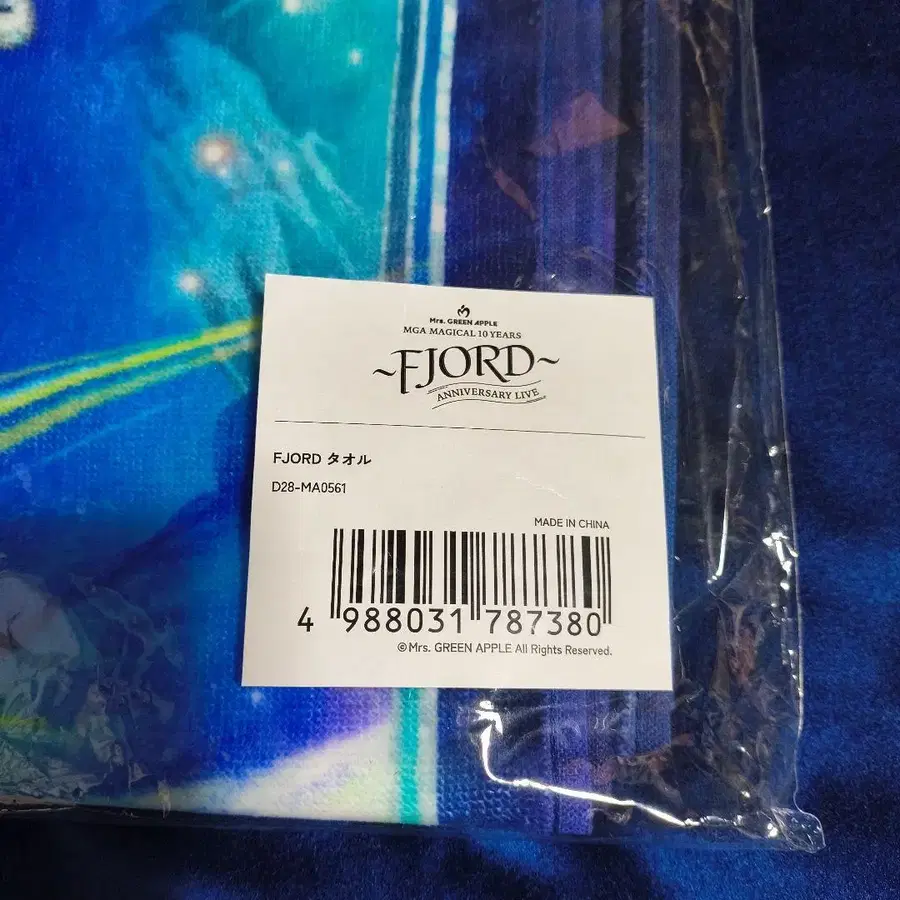 Mrs. GREEN APPLE
MGA MAGICAL 10 YEARS
~FJORD~
ANNIVERSARY LIVE
FJORD タオル
D28-MA0561
MADE IN CHINA
4 988031 787380
©Mrs. GREEN APPLE All Rights Reserved.